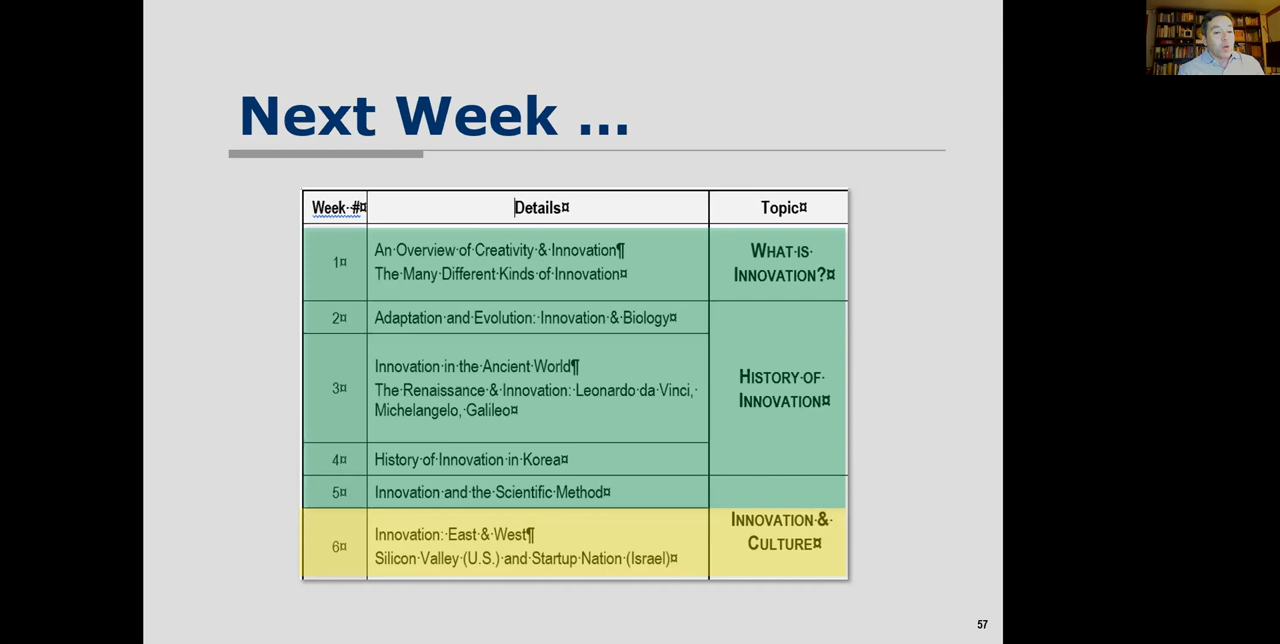 Next Week ...
Week·#¤ Details¤ Topic¤
1¤ An·Overview·of·Creativity·&·Innovation¶
The·Many·Different·Kinds·of·Innovation¤
WHAT·IS·
INNOVATION?¤
2¤ Adaptation·and·Evolution:·Innovation·&·Biology¤
3¤ Innovation·in·the·Ancient·World¶
The·Renaissance·&·Innovation:·Leonardo·da·Vinci,·
Michelangelo,·Galileo¤
HISTORY·OF·
INNOVATION¤
4¤ History·of·Innovation·in·Korea¤
5¤ Innovation·and·the·Scientific·Method¤
6¤ Innovation:·East·&·West¶
Silicon·Valley·(U.S.)·and·Startup·Nation·(Israel)¤
INNOVATION·&·
CULTURE¤
57